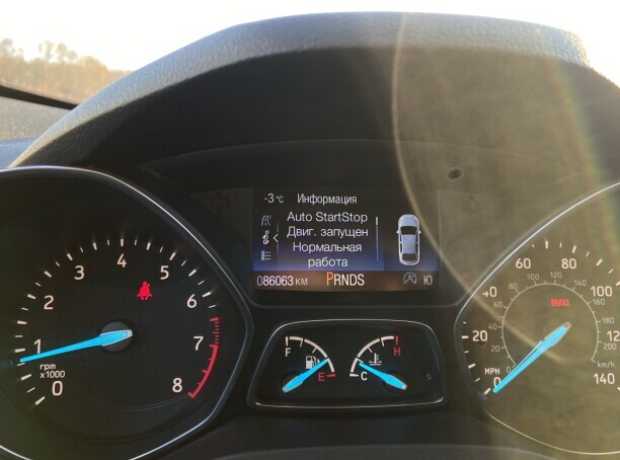 -3 °C Информация
Auto StartStop
Двиг. запущен
Нормальная
работа
086063 КМ PRNDS Ю
0 1 2 3 4 5 6 7 8
rpm
x1000
F E
C H
0 20 40 60 80 100 140
MPH
km/h